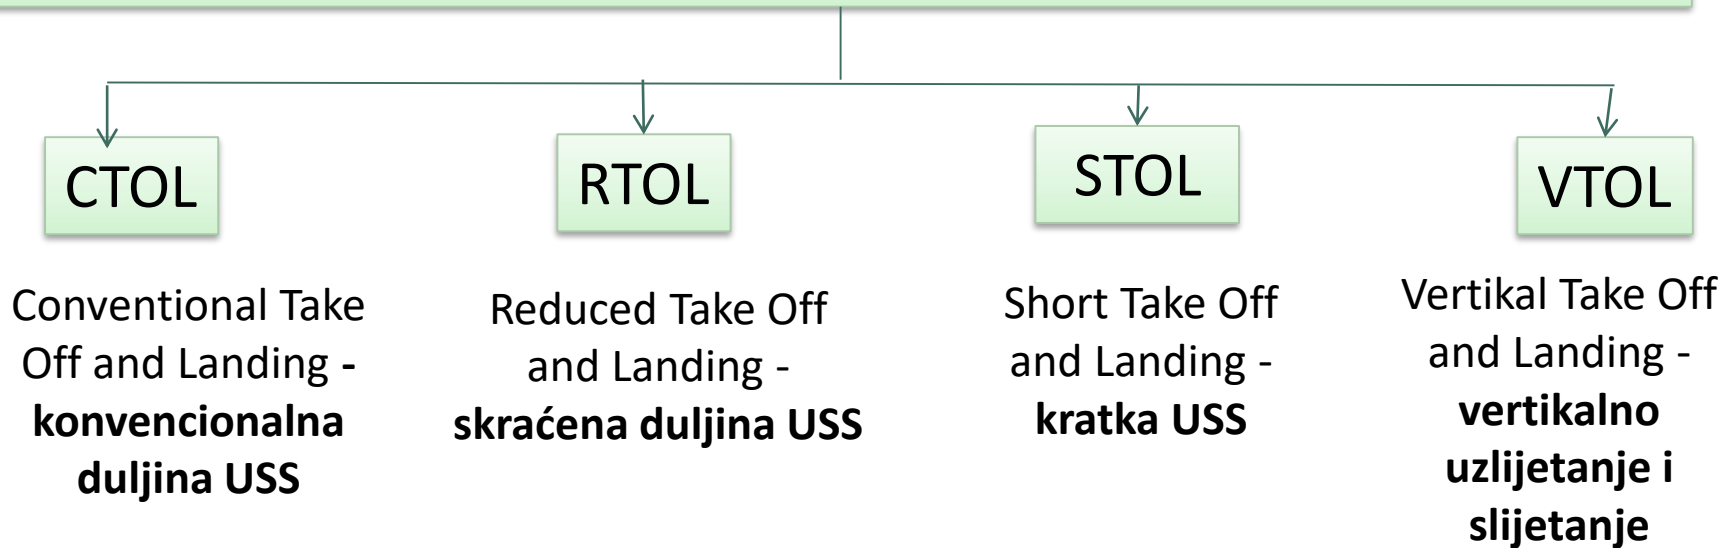 CTOL
RTOL
STOL
VTOL
Conventional Take
Off and Landing -
konvencionalna
duljina USS
Reduced Take Off
and Landing -
skraćena duljina USS
Short Take Off
and Landing -
kratka USS
Vertikal Take Off
and Landing -
vertikalno
uzlijetanje i
slijetanje